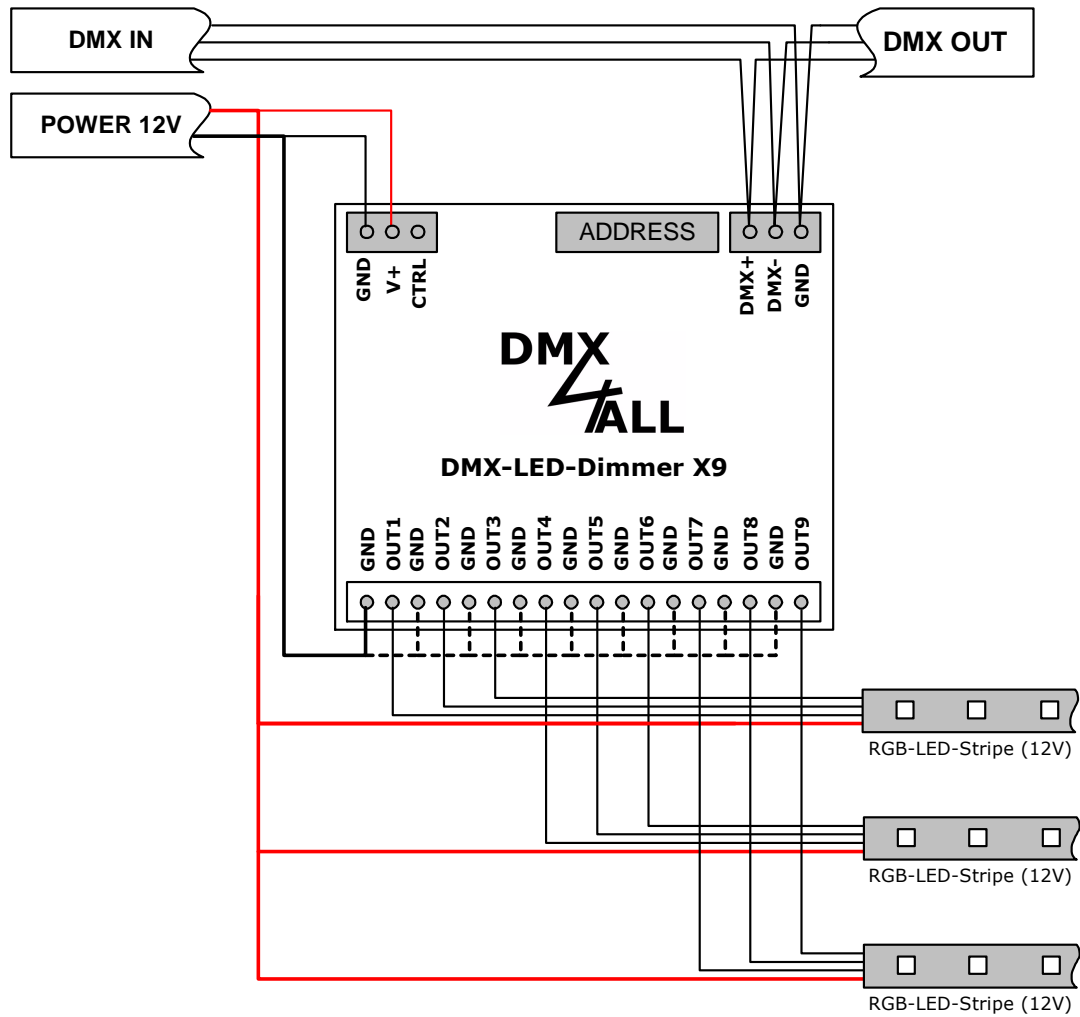 DMX IN
DMX OUT
POWER 12V
ADDRESS
GND
V+
CTRL
DMX+
DMX-
GND
DMX
4ALL
DMX-LED-Dimmer X9
GND
OUT1
GND
OUT2
GND
OUT3
GND
OUT4
GND
OUT5
GND
OUT6
GND
OUT7
GND
OUT8
GND
OUT9
RGB-LED-Stripe (12V)
RGB-LED-Stripe (12V)
RGB-LED-Stripe (12V)